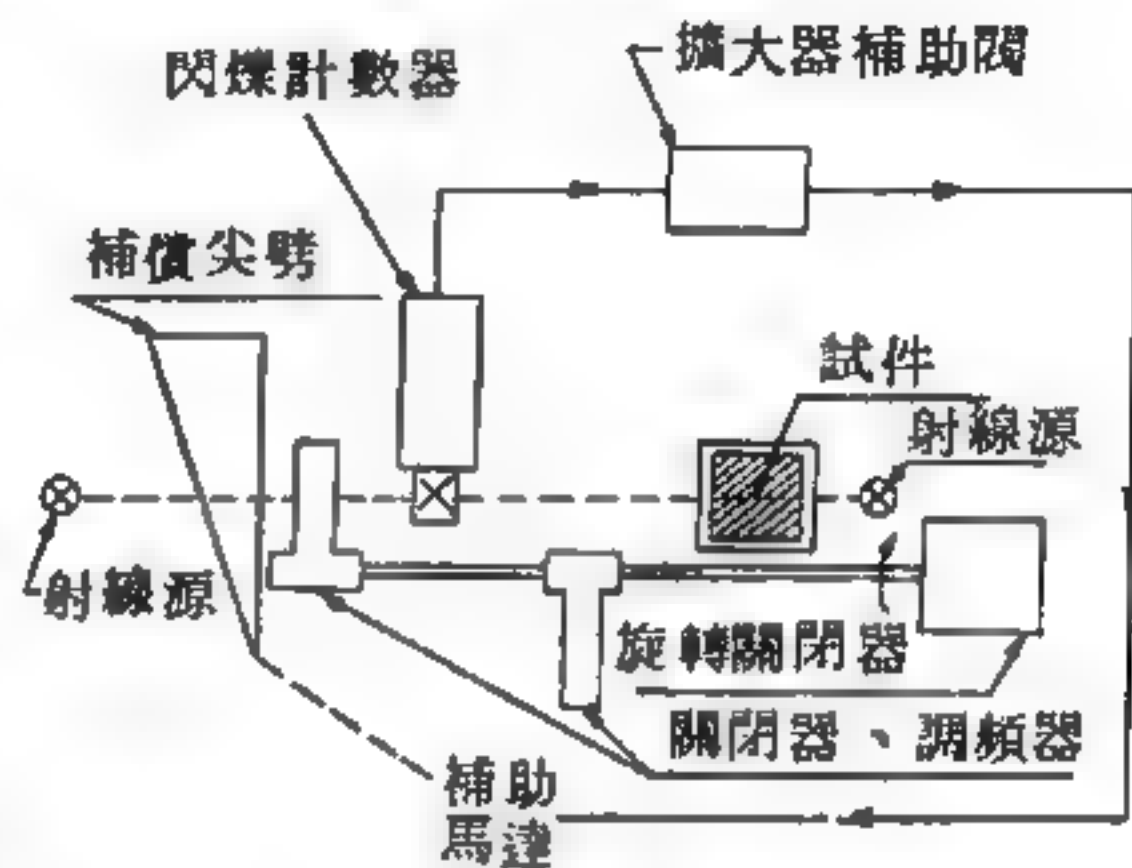 擴大器補助閥
閃爍計數器
補償尖劈
試件
射線源
射線源
旋轉關閉器
關閉器、調頻器
補助
馬達